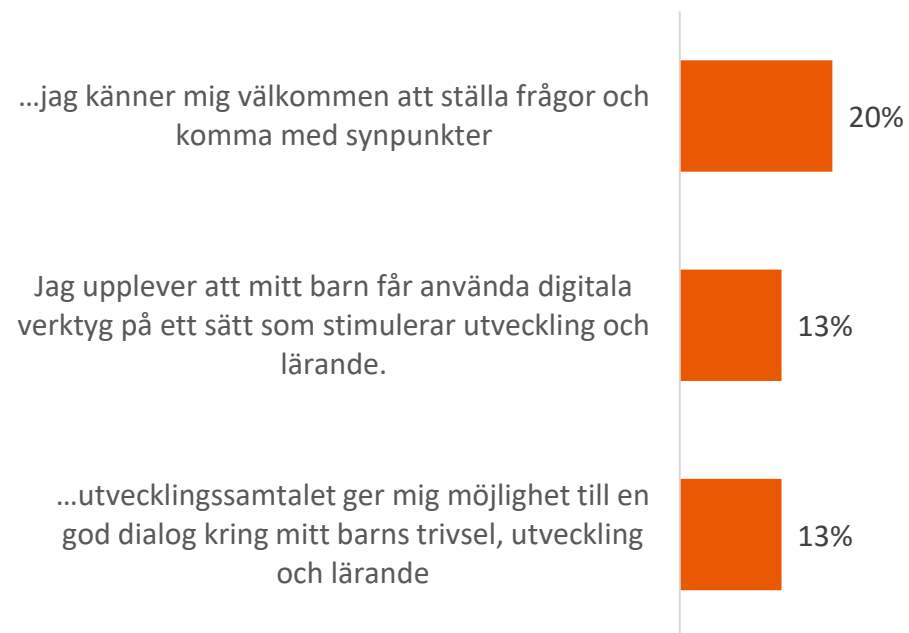 …jag känner mig välkommen att ställa frågor och
komma med synpunkter
20%
Jag upplever att mitt barn får använda digitala
verktyg på ett sätt som stimulerar utveckling och
lärande.
13%
…utvecklingssamtalet ger mig möjlighet till en
god dialog kring mitt barns trivsel, utveckling
och lärande
13%